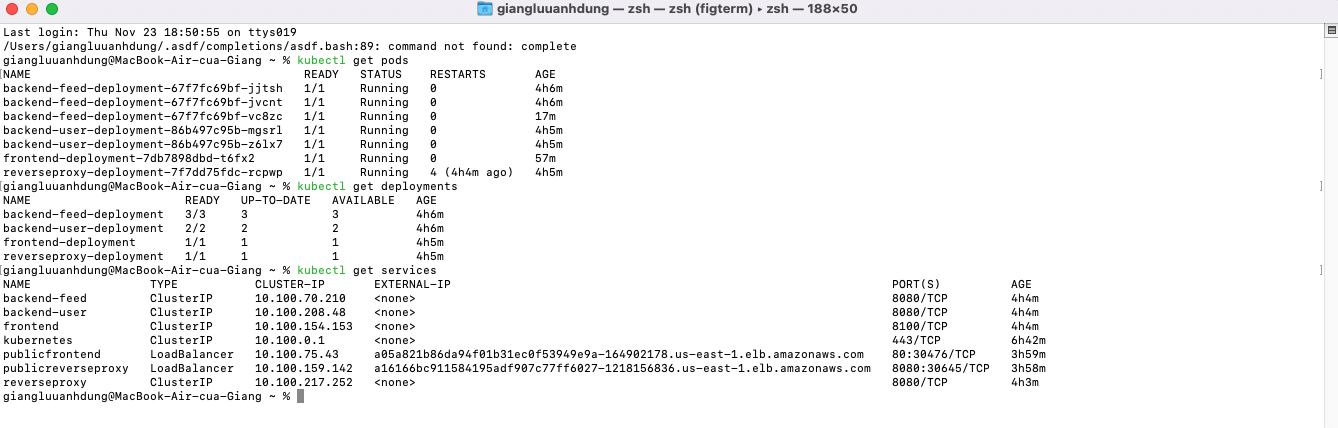 giangluuanhdung — zsh — zsh (figterm) ▸ zsh — 188×50
Last login: Thu Nov 23 18:50:55 on ttys019
/Users/giangluuanhdung/.asdf/completions/asdf.bash:89: command not found: complete
giangluuanhdung@MacBook-Air-cua-Giang ~ % kubectl get pods
NAME                                       READY   STATUS    RESTARTS       AGE
backend-feed-deployment-67f7fc69bf-jjtsh   1/1     Running   0              4h6m
backend-feed-deployment-67f7fc69bf-jvcnt   1/1     Running   0              4h6m
backend-feed-deployment-67f7fc69bf-vc8zc   1/1     Running   0              17m
backend-user-deployment-86b497c95b-mgsrl   1/1     Running   0              4h5m
backend-user-deployment-86b497c95b-z6lx7   1/1     Running   0              4h5m
frontend-deployment-7db7898dbd-t6fx2       1/1     Running   0              57m
reverseproxy-deployment-7f7dd75fdc-rcpwp   1/1     Running   4 (4h4m ago)   4h5m
giangluuanhdung@MacBook-Air-cua-Giang ~ % kubectl get deployments
NAME                      READY   UP-TO-DATE   AVAILABLE   AGE
backend-feed-deployment   3/3     3            3           4h6m
backend-user-deployment   2/2     2            2           4h6m
frontend-deployment       1/1     1            1           4h5m
reverseproxy-deployment   1/1     1            1           4h5m
giangluuanhdung@MacBook-Air-cua-Giang ~ % kubectl get services
NAME                 TYPE           CLUSTER-IP       EXTERNAL-IP                                                               PORT(S)          AGE
backend-feed         ClusterIP      10.100.70.210    <none>                                                                    8080/TCP         4h4m
backend-user         ClusterIP      10.100.208.48    <none>                                                                    8080/TCP         4h4m
frontend             ClusterIP      10.100.154.153   <none>                                                                    8100/TCP         4h4m
kubernetes           ClusterIP      10.100.0.1       <none>                                                                    443/TCP          6h42m
publicfrontend       LoadBalancer   10.100.75.43     a05a821b86da94f01b31ec0f53949e9a-164902178.us-east-1.elb.amazonaws.com    80:30476/TCP     3h59m
publicreverseproxy   LoadBalancer   10.100.159.142   a16166bc911584195adf907c77ff6027-1218156836.us-east-1.elb.amazonaws.com   8080:30645/TCP   3h58m
reverseproxy         ClusterIP      10.100.217.252   <none>                                                                    8080/TCP         4h3m
giangluuanhdung@MacBook-Air-cua-Giang ~ %